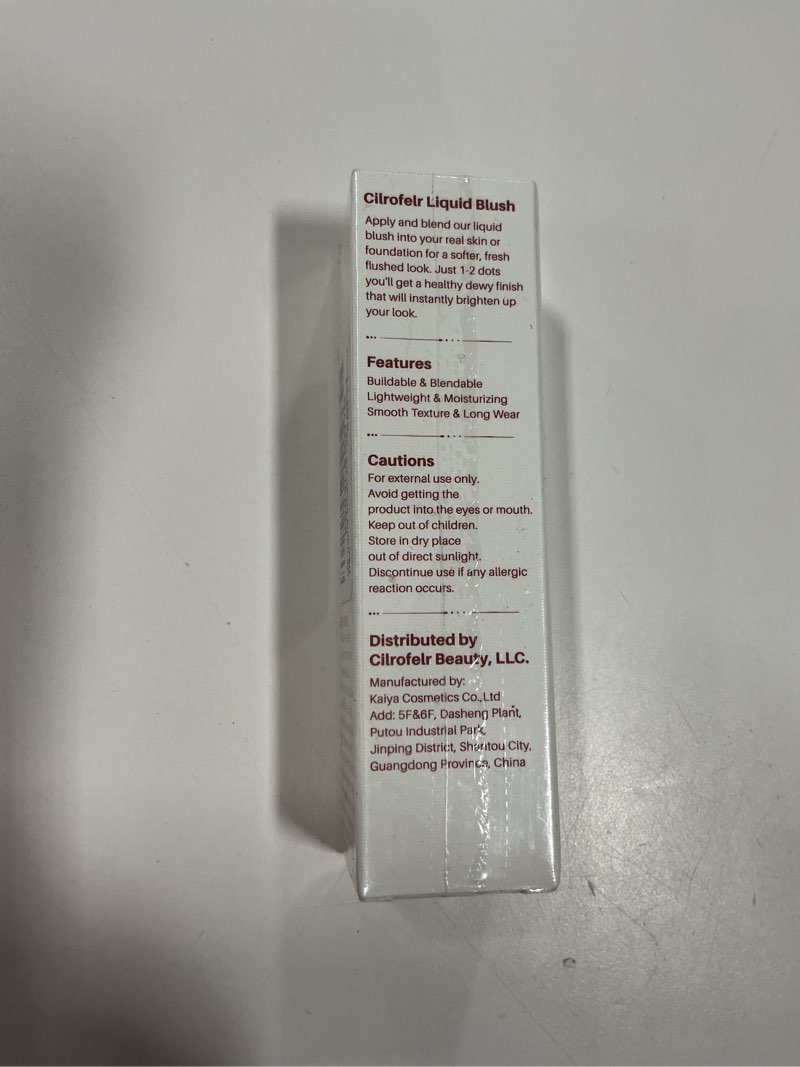 Cilrofelr Liquid Blush
Apply and blend our liquid
blush into your real skin or
foundation for a softer, fresh
flushed look. Just 1-2 dots
you'll get a healthy dewy finish
that will instantly brighten up
your look.
Features
Buildable & Blendable
Lightweight & Moisturizing
Smooth Texture & Long Wear
Cautions
For external use only.
Avoid getting the
product into the eyes or mouth.
Keep out of children.
Store in dry place
out of direct sunlight.
Discontinue use if any allergic
reaction occurs.
Distributed by
Cilrofelr Beauty, LLC.
Manufactured by:
Kaiya Cosmetics Co.,Ltd
Add: 5F&6F, Dasheng Plant,
Putou Industrial Park,
Jinping District, Shantou City,
Guangdong Province, China